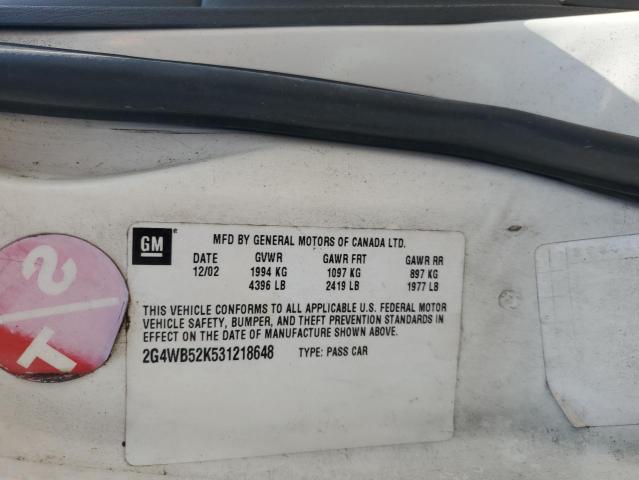 GM
MFD BY GENERAL MOTORS OF CANADA LTD.
DATE GVWR GAWR FRT GAWR RR
12/02 1994 KG 1097 KG 897 KG
4396 LB 2419 LB 1977 LB
THIS VEHICLE CONFORMS TO ALL APPLICABLE U.S. FEDERAL MOTOR
VEHICLE SAFETY, BUMPER, AND THEFT PREVENTION STANDARDS IN
EFFECT ON THE DATE OF MANUFACTURE SHOWN ABOVE.
2G4WB52K531218648 TYPE: PASS CAR
T/S